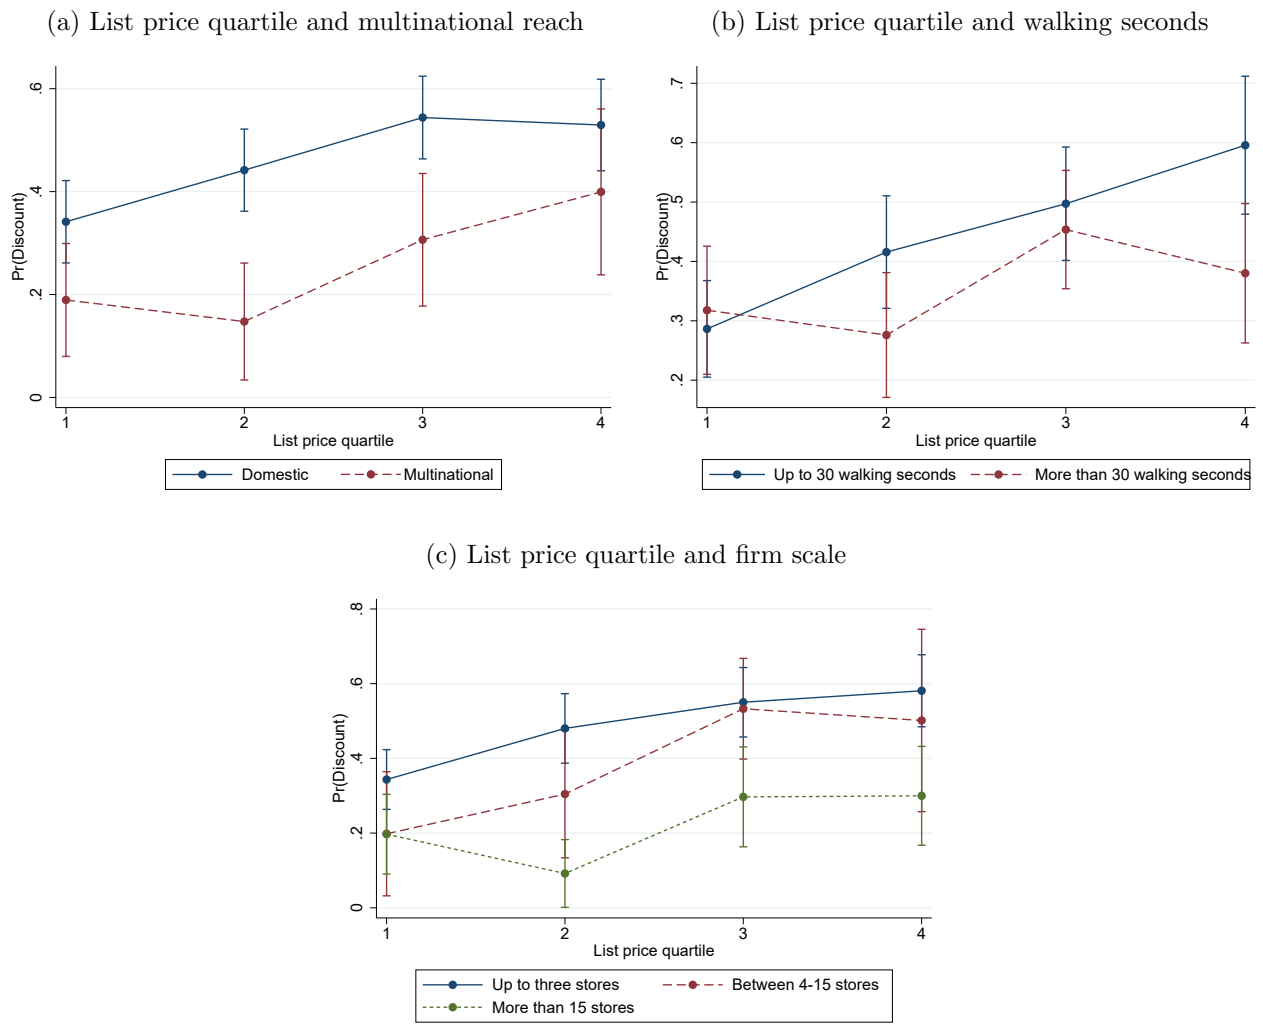 (a) List price quartile and multinational reach
Pr(Discount)
.6
.4
.2
0
1 2 3 4
List price quartile
Domestic Multinational
(b) List price quartile and walking seconds
Pr(Discount)
.7
.6
.5
.4
.3
.2
1 2 3 4
List price quartile
Up to 30 walking seconds More than 30 walking seconds
(c) List price quartile and firm scale
Pr(Discount)
.8
.6
.4
.2
0
1 2 3 4
List price quartile
Up to three stores Between 4-15 stores
More than 15 stores